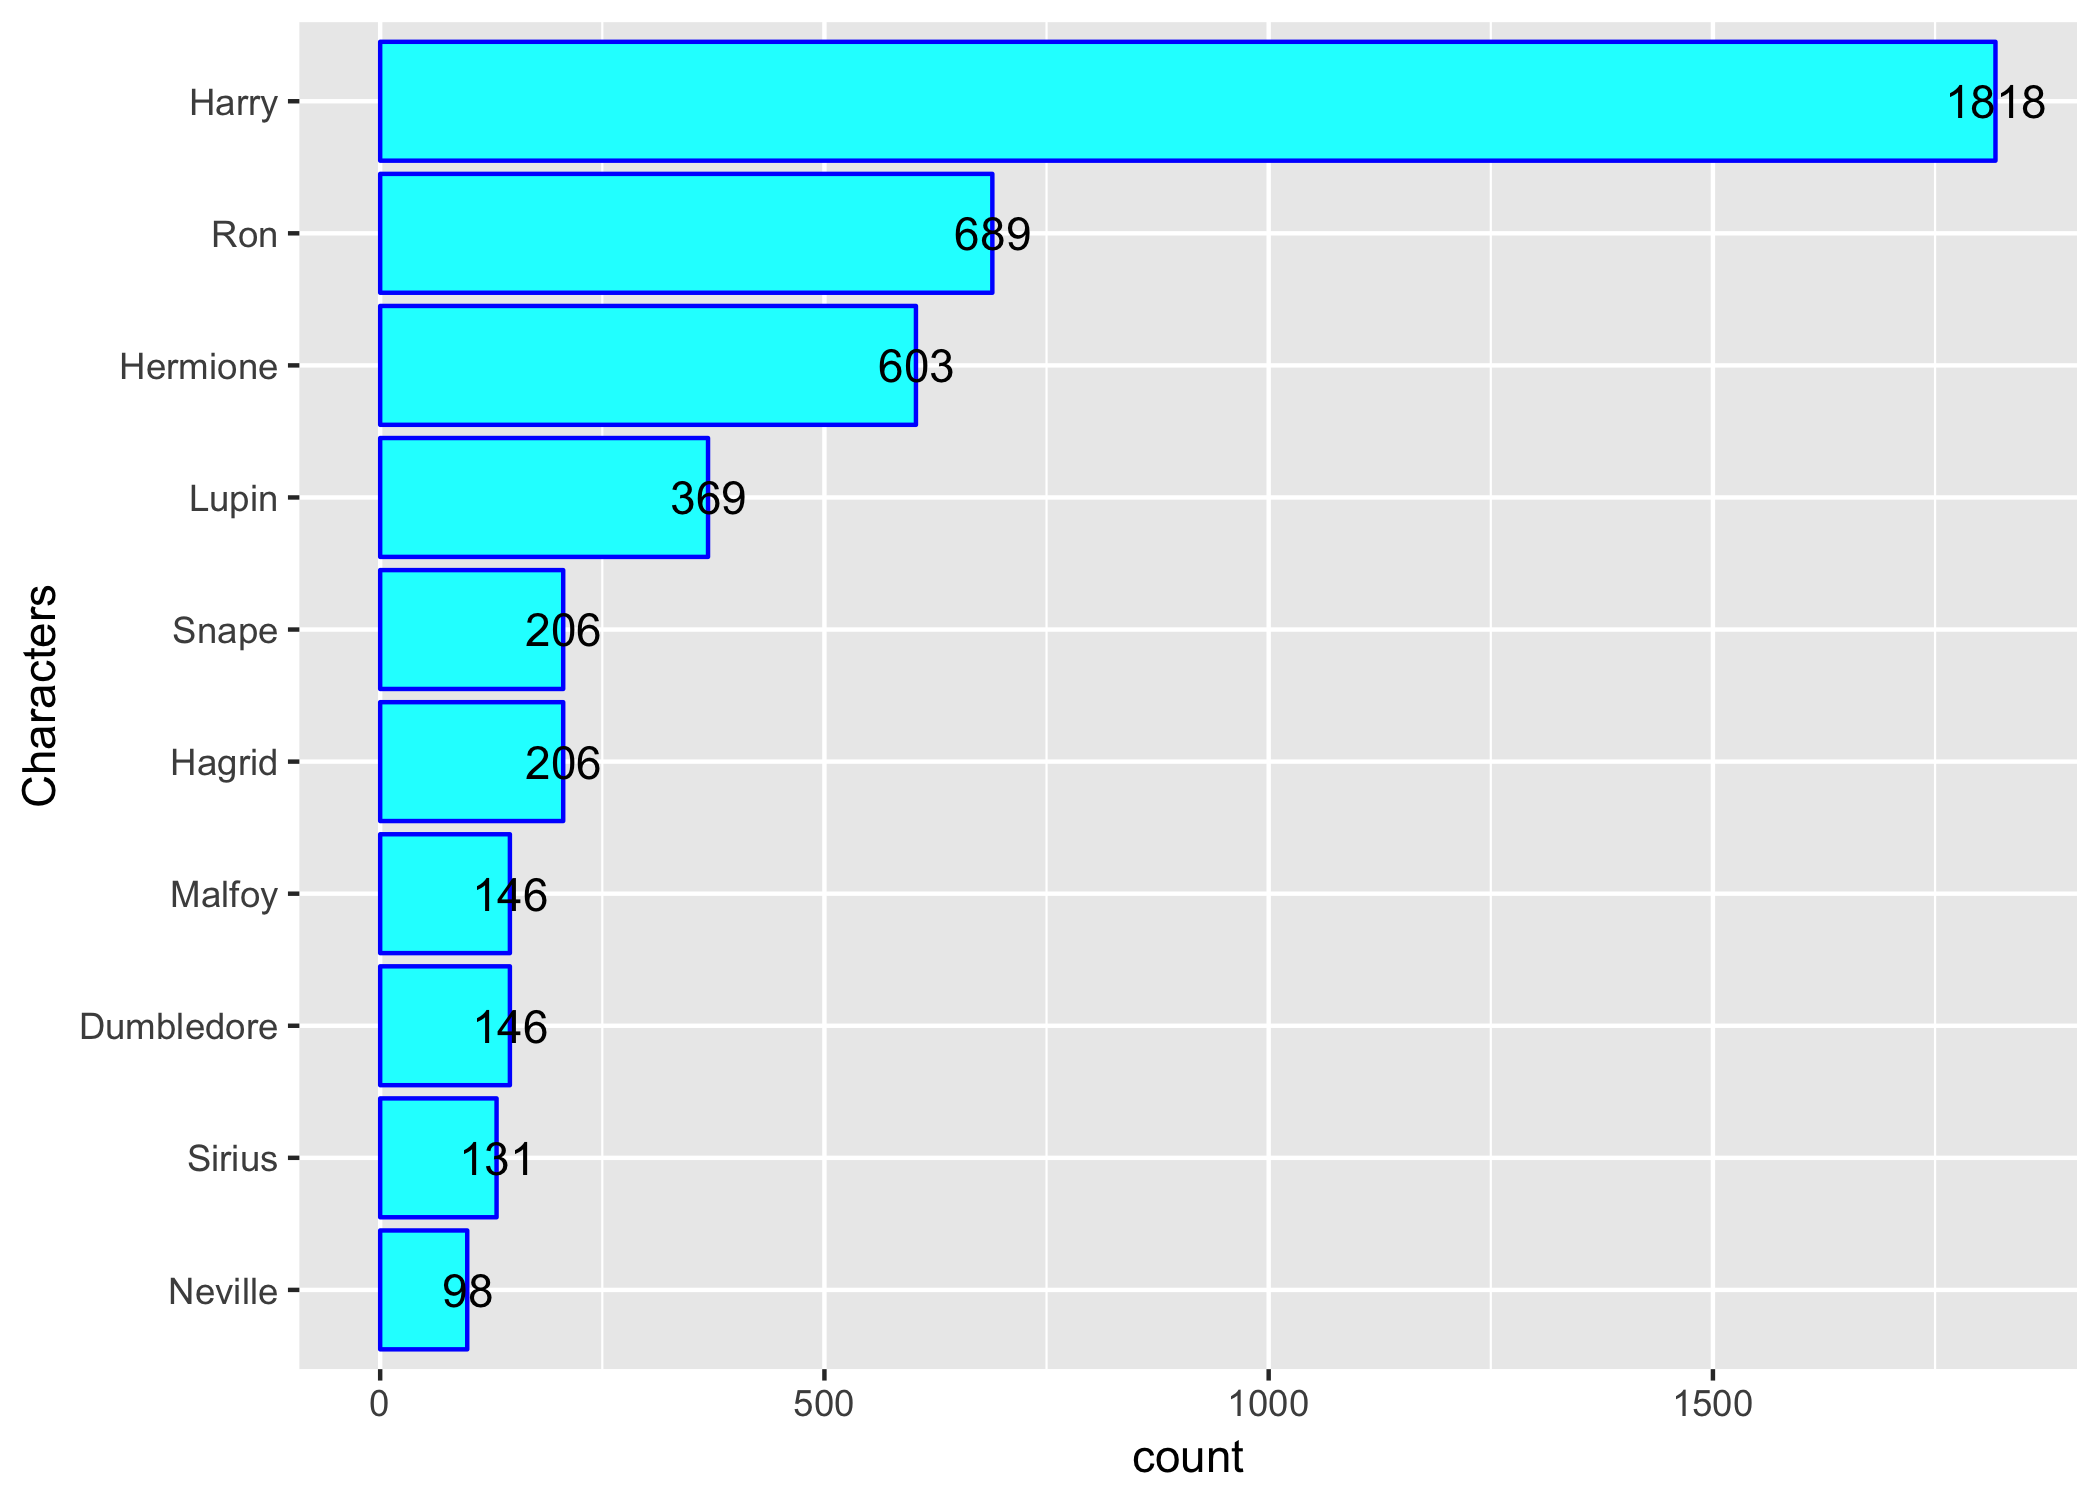 Harry 1818
Ron 689
Hermione 603
Lupin 369
Snape 206
Hagrid 206
Malfoy 146
Dumbledore 146
Sirius 131
Neville 98
Characters
0 500 1000 1500
count